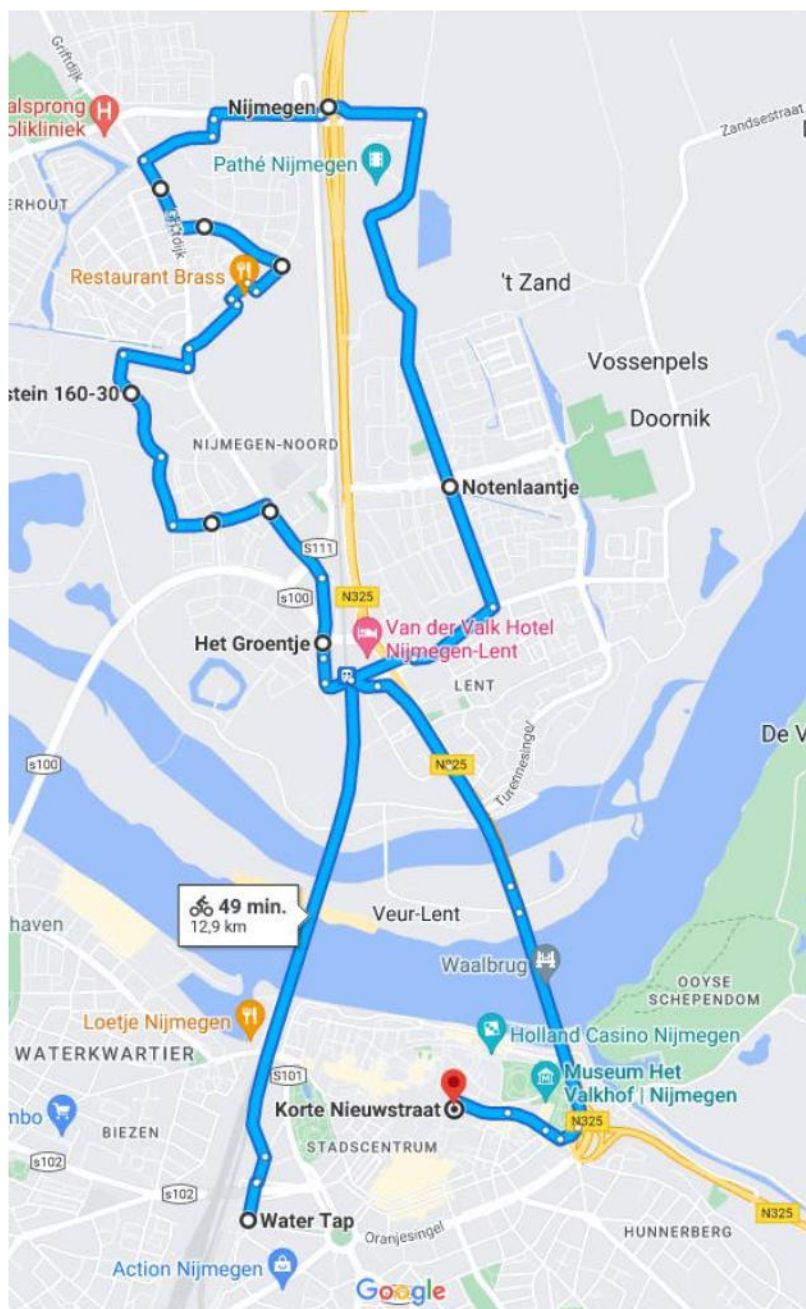 Griftdijk
alsprong
olikliniek
H
Nijmegen
Zandsestraat
Pathé Nijmegen
ERHOUT
Griftdijk
Restaurant Brass
't Zand
Vossenpels
Doornik
stein 160-30
NIJMEGEN-NOORD
Notenlaantje
S111
s100
N325
Van der Valk Hotel
Nijmegen-Lent
Het Groentje
LENT
s100
N325
Turennesingel
De V
49 min.
12,9 km
Veur-Lent
haven
Waalbrug
OOYSE
SCHEPENDOM
Loetje Nijmegen
Holland Casino Nijmegen
WATERKWARTIER
S101
Museum Het
Valkhof | Nijmegen
mbo
BIEZEN
Korte Nieuwstraat
STADSCENTRUM
N325
s102
s102
Water Tap
Oranjesingel
HUNNERBERG
N325
Action Nijmegen
Google